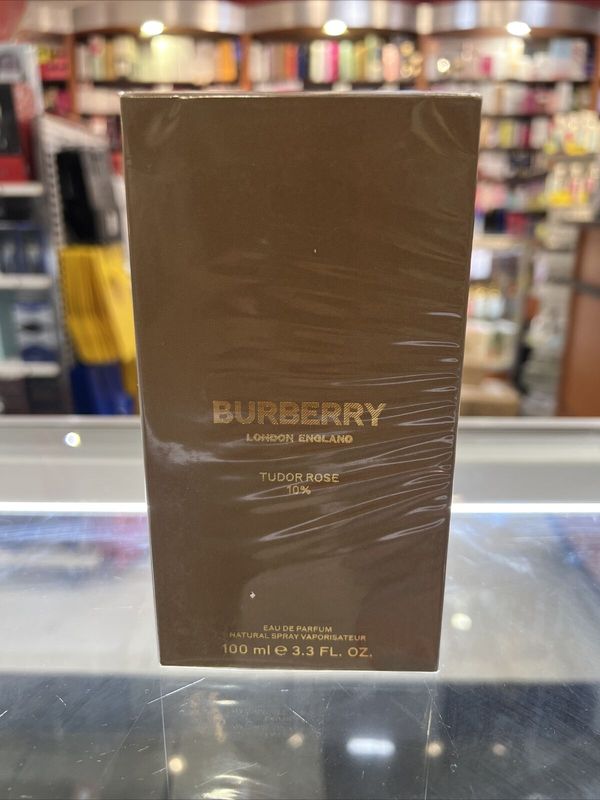 BURBERRY
LONDON ENGLAND
TUDOR ROSE
10%
EAU DE PARFUM
NATURAL SPRAY VAPORISATEUR
100 ml ℮ 3.3 FL. OZ.